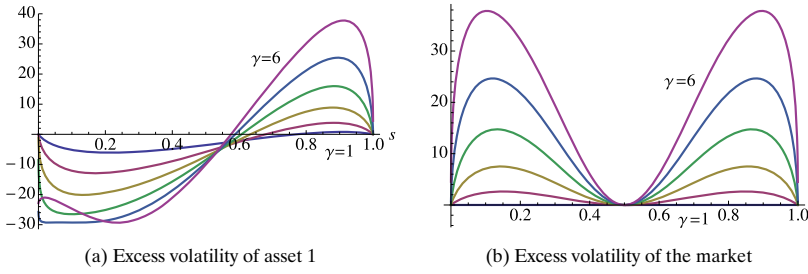 40
30
20
10
−10
−20
−30
0.2
0.4
0.6
0.8
1.0
s
γ=6
γ=1
30
20
10
0.2
0.4
0.6
0.8
1.0
γ=6
γ=1
(a) Excess volatility of asset 1
(b) Excess volatility of the market